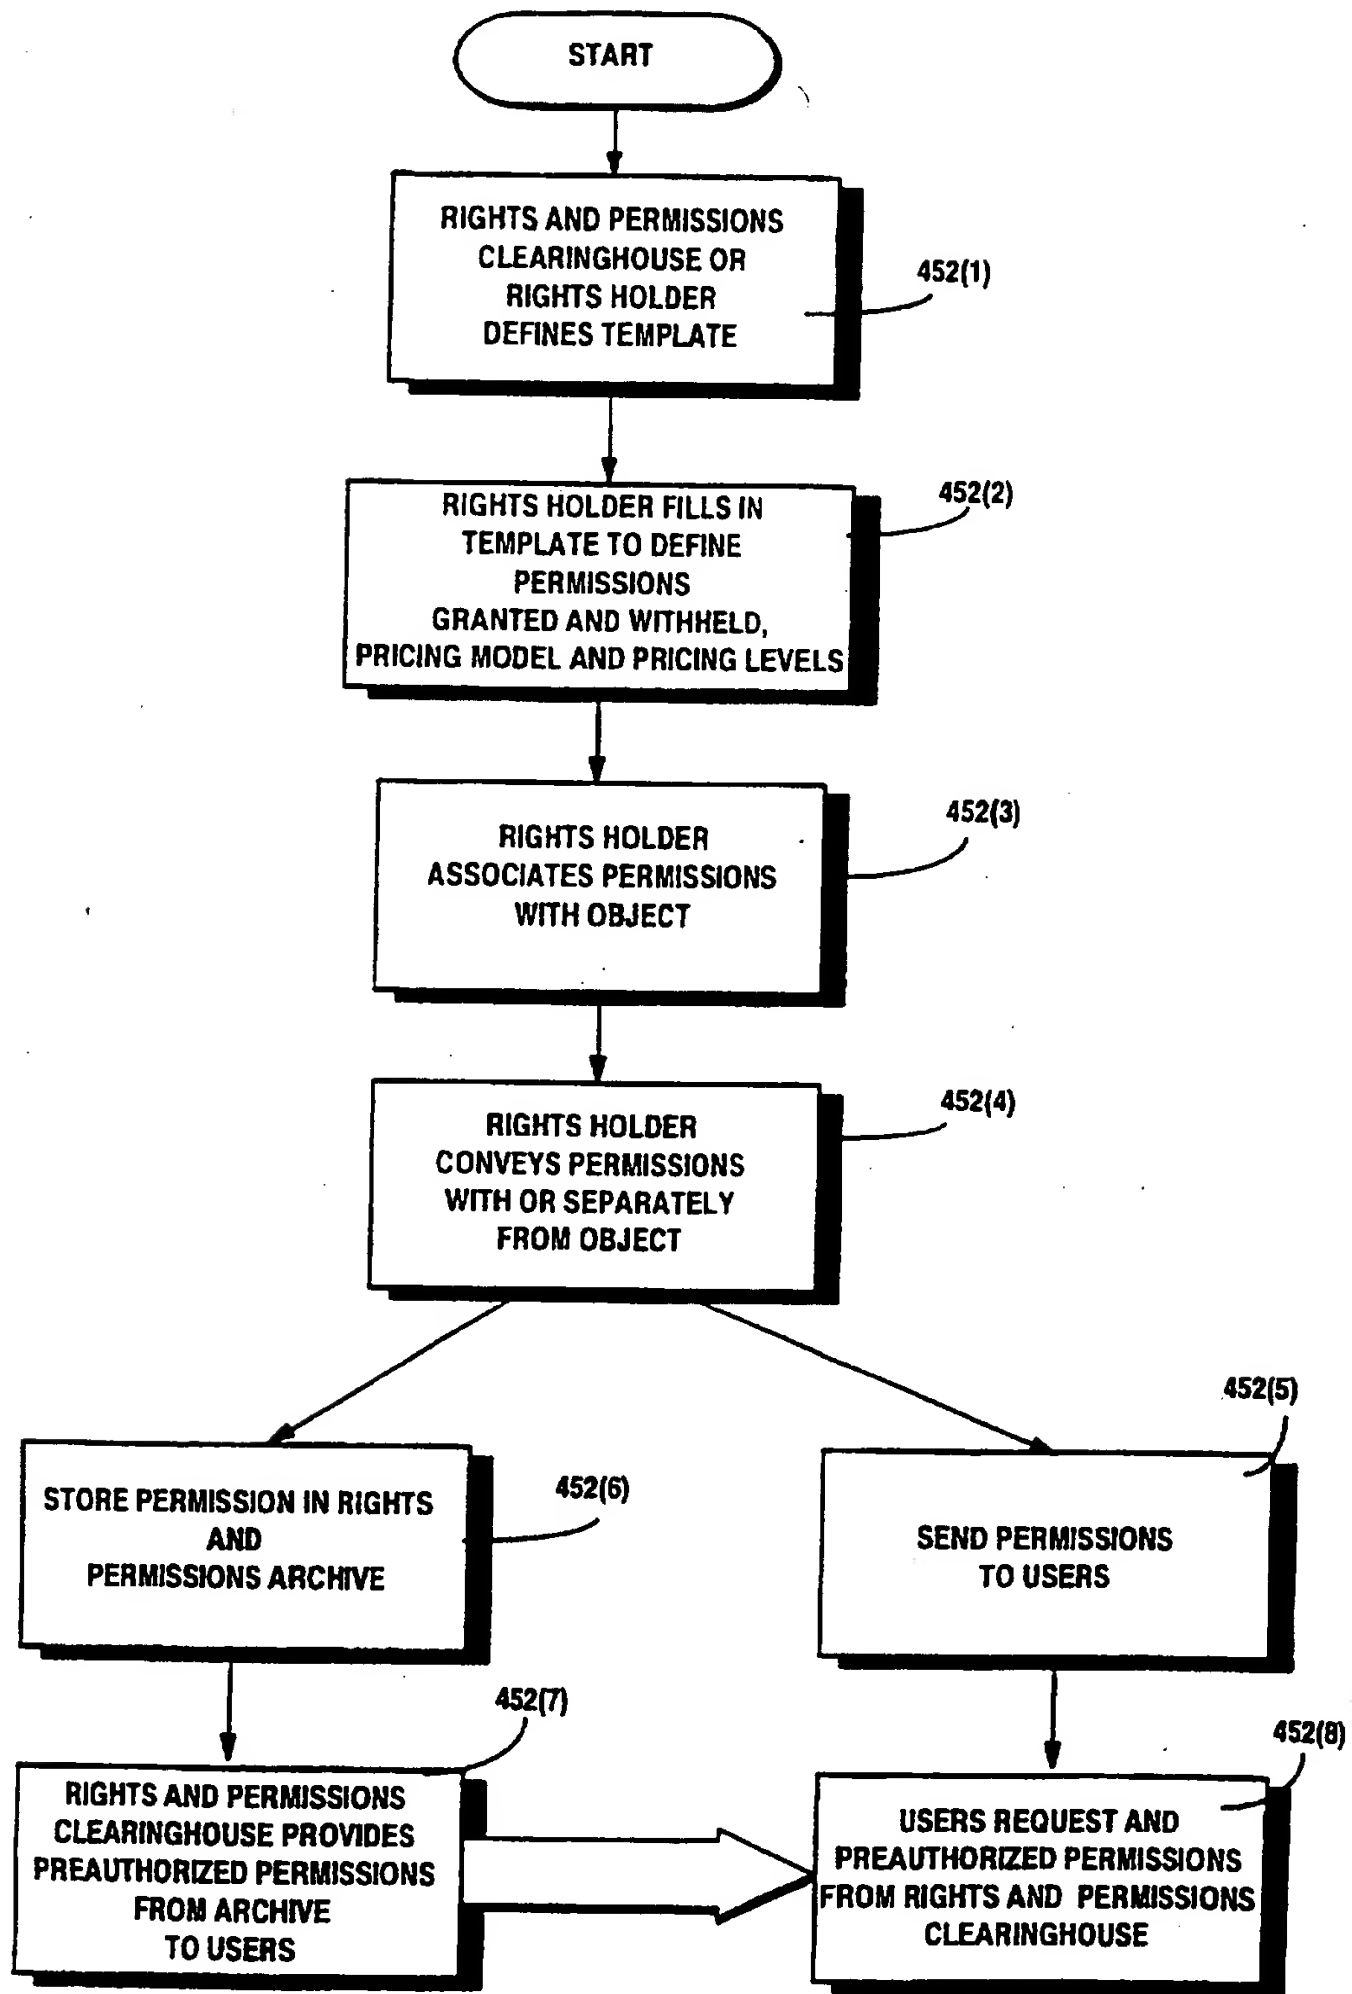 START
RIGHTS AND PERMISSIONS
CLEARINGHOUSE OR
RIGHTS HOLDER
DEFINES TEMPLATE
452(1)
RIGHTS HOLDER FILLS IN
TEMPLATE TO DEFINE
PERMISSIONS
GRANTED AND WITHHELD,
PRICING MODEL AND PRICING LEVELS
452(2)
RIGHTS HOLDER
ASSOCIATES PERMISSIONS
WITH OBJECT
452(3)
RIGHTS HOLDER
CONVEYS PERMISSIONS
WITH OR SEPARATELY
FROM OBJECT
452(4)
STORE PERMISSION IN RIGHTS
AND
PERMISSIONS ARCHIVE
452(6)
452(5)
SEND PERMISSIONS
TO USERS
452(7)
RIGHTS AND PERMISSIONS
CLEARINGHOUSE PROVIDES
PREAUTHORIZED PERMISSIONS
FROM ARCHIVE
TO USERS
452(8)
USERS REQUEST AND
PREAUTHORIZED PERMISSIONS
FROM RIGHTS AND PERMISSIONS
CLEARINGHOUSE